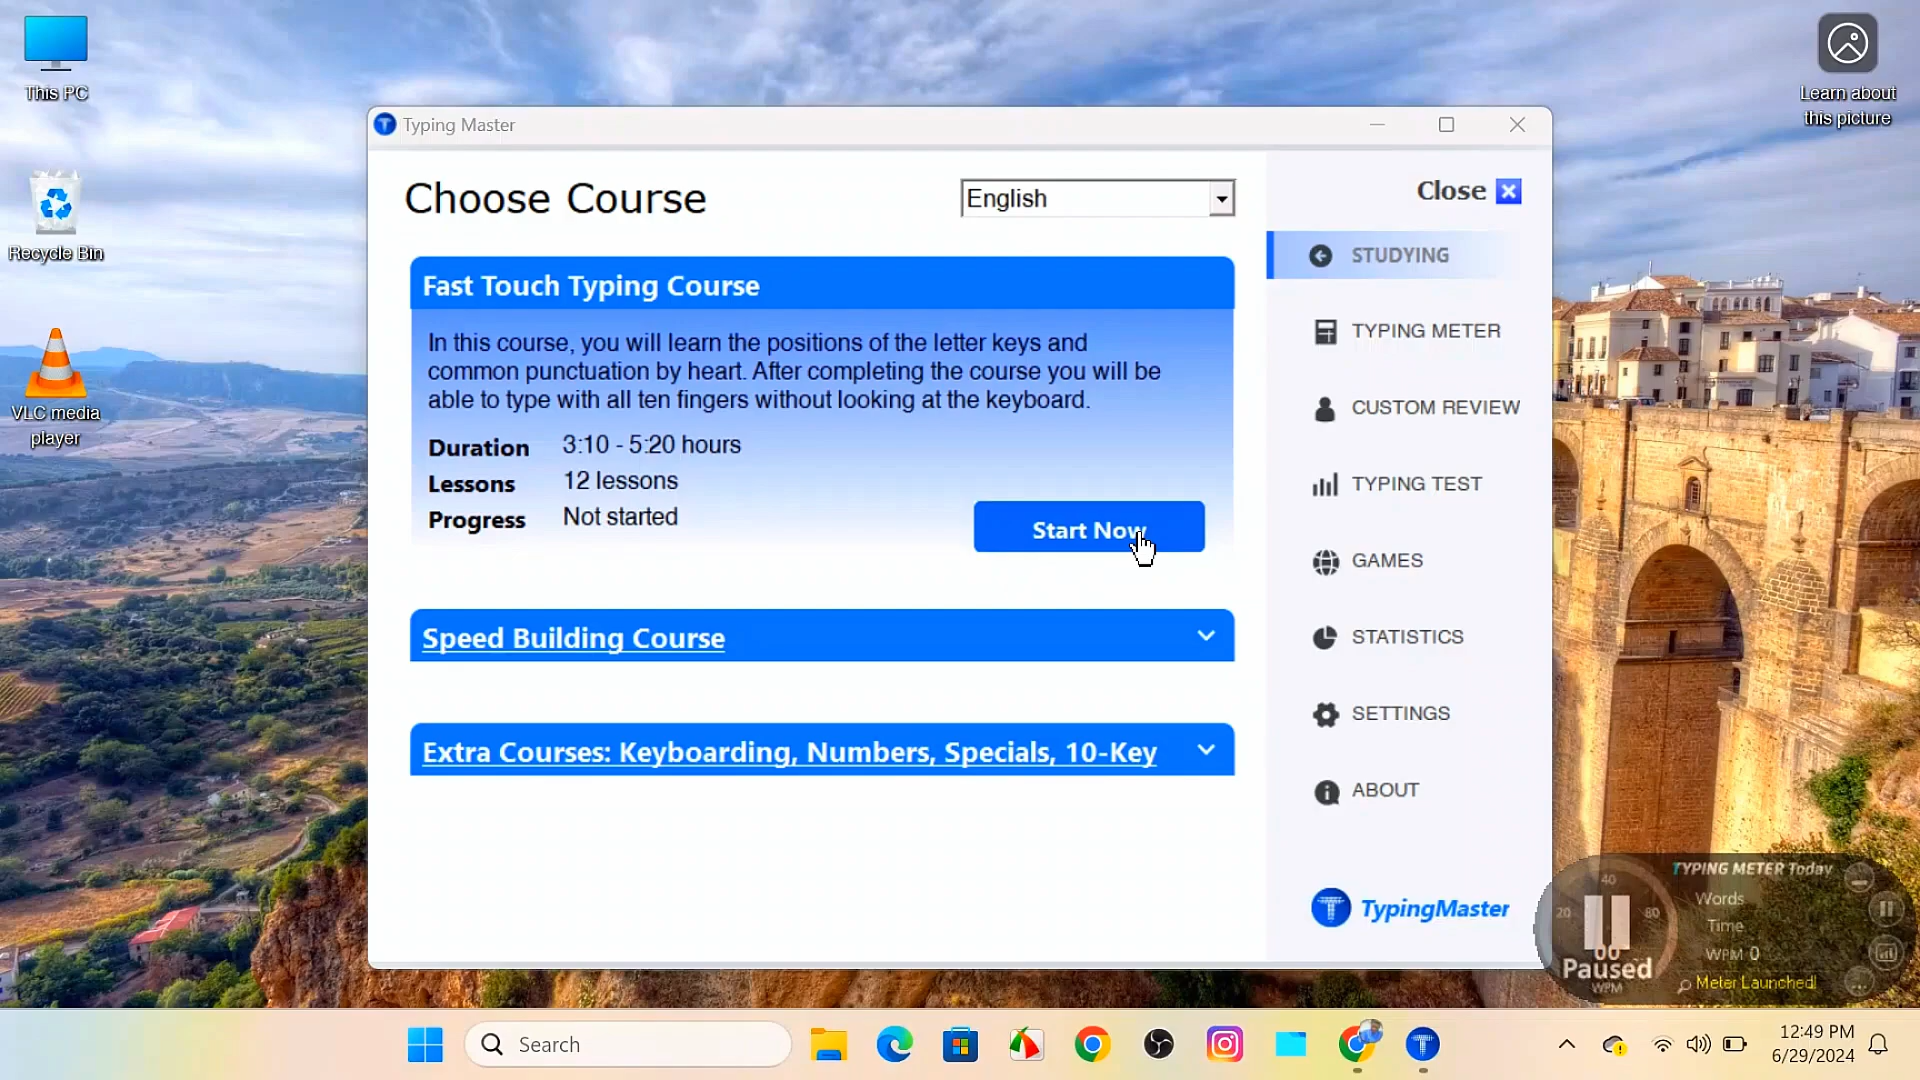 This PC
Recycle Bin
VLC media
player
Learn about
this picture
Typing Master
Choose Course
English
Close
Fast Touch Typing Course
In this course, you will learn the positions of the letter keys and
common punctuation by heart. After completing the course you will be
able to type with all ten fingers without looking at the keyboard.
Duration 3:10 - 5:20 hours
Lessons 12 lessons
Progress Not started
Start Now
Speed Building Course
Extra Courses: Keyboarding, Numbers, Specials, 10-Key
STUDYING
TYPING METER
CUSTOM REVIEW
TYPING TEST
GAMES
STATISTICS
SETTINGS
ABOUT
TypingMaster
TYPING METER Today
40
20 80
00
Paused
WPM
Words
Time
WPM 0
Meter Launched!
Search
12:49 PM
6/29/2024